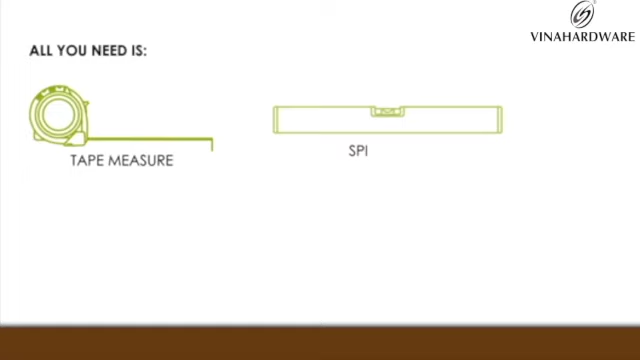 VINAHARDWARE
ALL YOU NEED IS:
TAPE MEASURE
SPI